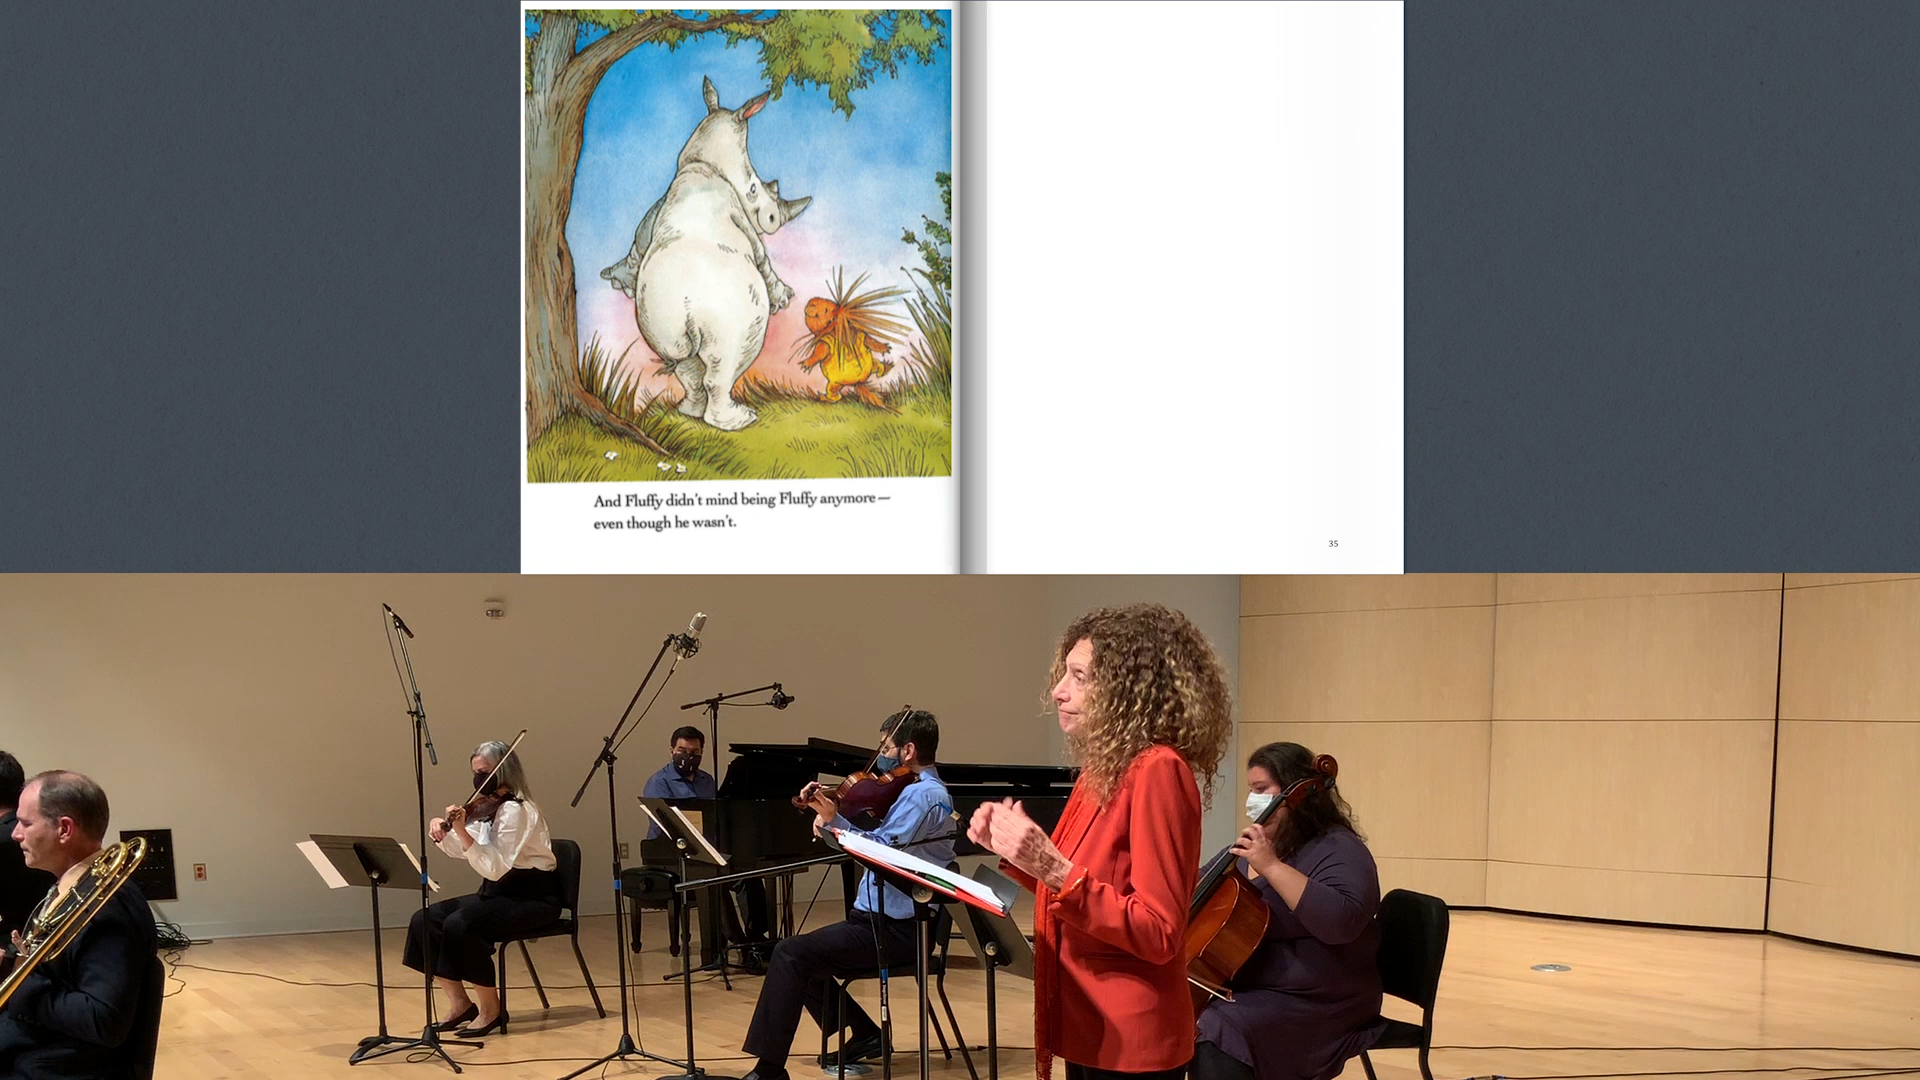 And Fluffy didn't mind being Fluffy anymore—
even though he wasn't.
35